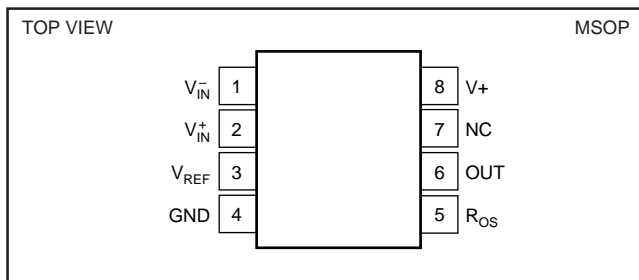 TOP VIEW MSOP
V⁻IN 1 8 V+
V⁺IN 2 7 NC
VREF 3 6 OUT
GND 4 5 ROS